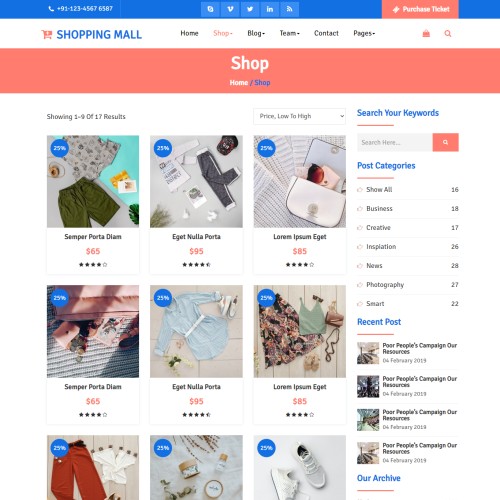 +91-123-4567 6587
Purchase Ticket
SHOPPING MALL
Home Shop Blog Team Contact Pages
Shop
Home / Shop
Showing 1–9 Of 17 Results
Price, Low To High
Search Your Keywords
Search Here...
25%
25%
25%
Semper Porta Diam
$65
Eget Nulla Porta
$95
Lorem Ipsum Eget
$85
Post Categories
Show All 16
Business 18
Creative 17
Inspiation 26
News 28
Photography 27
Smart 22
25%
25%
25%
Semper Porta Diam
$65
Eget Nulla Porta
$95
Lorem Ipsum Eget
$85
Recent Post
Poor People's Campaign Our
Resources
04 February 2019
Poor People's Campaign Our
Resources
04 February 2019
Poor People's Campaign Our
Resources
04 February 2019
Poor People's Campaign Our
Resources
04 February 2019
25%
25%
25%
Our Archive